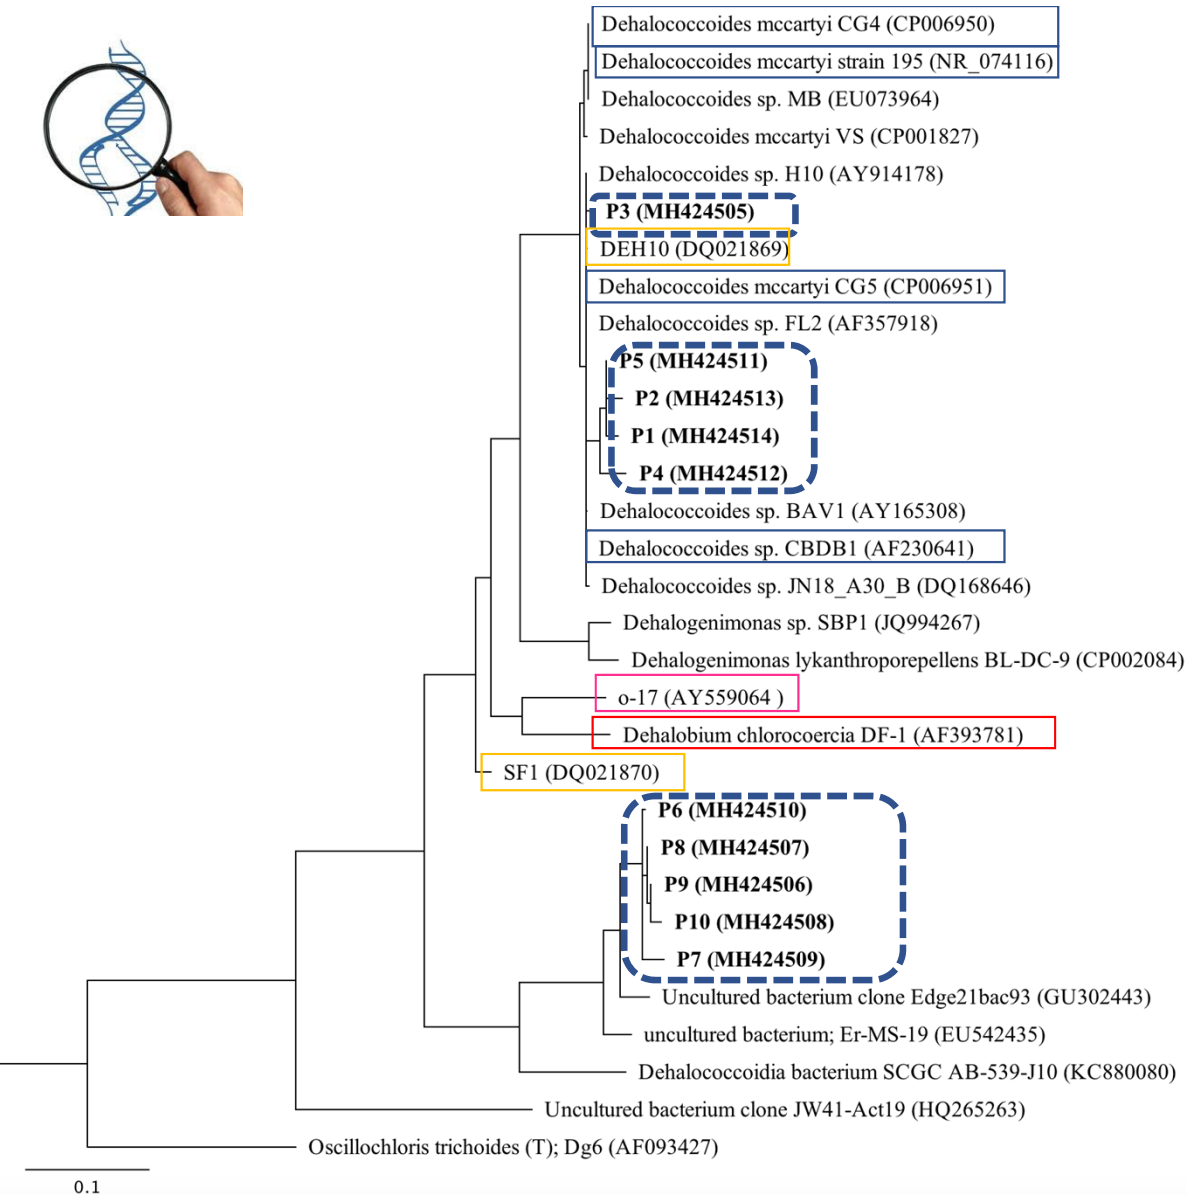 Dehalococcoides mccartyi CG4 (CP006950)
Dehalococcoides mccartyi strain 195 (NR_074116)
Dehalococcoides sp. MB (EU073964)
Dehalococcoides mccartyi VS (CP001827)
Dehalococcoides sp. H10 (AY914178)
P3 (MH424505)
DEH10 (DQ021869)
Dehalococcoides mccartyi CG5 (CP006951)
Dehalococcoides sp. FL2 (AF357918)
P5 (MH424511)
P2 (MH424513)
P1 (MH424514)
P4 (MH424512)
Dehalococcoides sp. BAV1 (AY165308)
Dehalococcoides sp. CBDB1 (AF230641)
Dehalococcoides sp. JN18_A30_B (DQ168646)
Dehalogenimonas sp. SBP1 (JQ994267)
Dehalogenimonas lykanthroporepellens BL-DC-9 (CP002084)
o-17 (AY559064 )
Dehalobium chlorocoercia DF-1 (AF393781)
SF1 (DQ021870)
P6 (MH424510)
P8 (MH424507)
P9 (MH424506)
P10 (MH424508)
P7 (MH424509)
Uncultured bacterium clone Edge21bac93 (GU302443)
uncultured bacterium; Er-MS-19 (EU542435)
Dehalococcoidia bacterium SCGC AB-539-J10 (KC880080)
Uncultured bacterium clone JW41-Act19 (HQ265263)
Oscillochloris trichoides (T); Dg6 (AF093427)
0.1